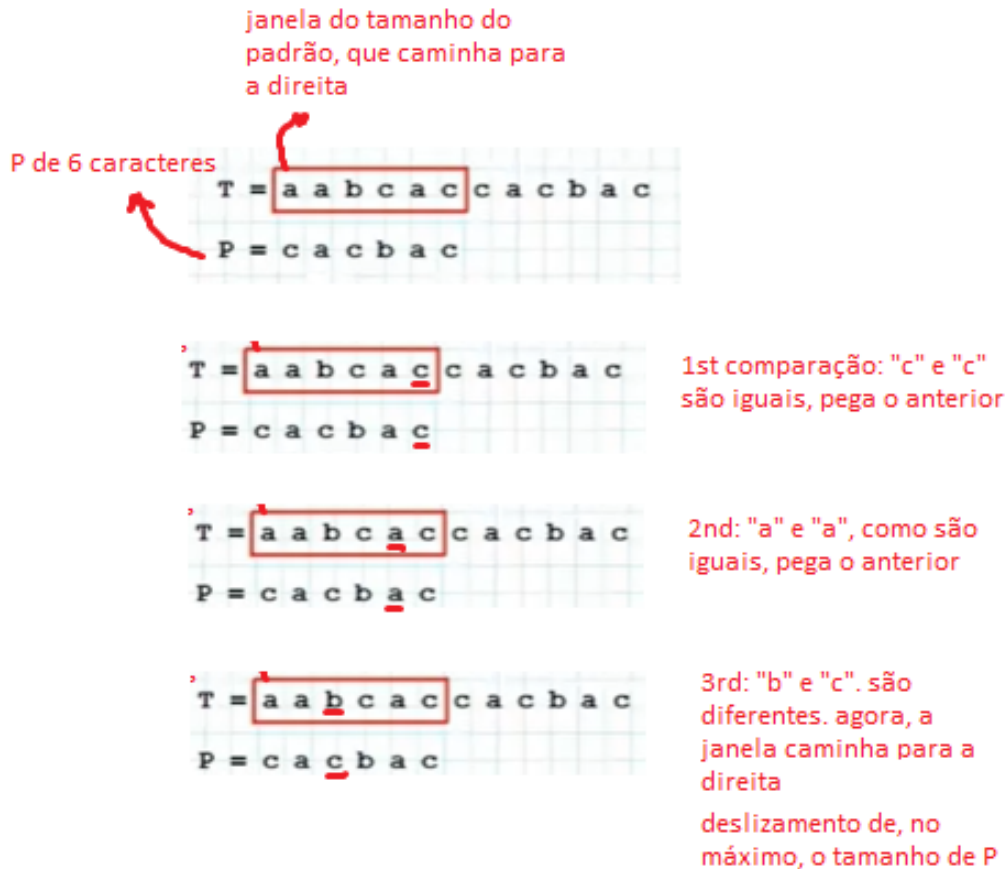 janela do tamanho do
padrão, que caminha para
a direita
P de 6 caracteres
T = a a b c a c c a c b a c
P = c a c b a c
T = a a b c a c c a c b a c
P = c a c b a c
1st comparação: "c" e "c"
são iguais, pega o anterior
T = a a b c a c c a c b a c
P = c a c b a c
2nd: "a" e "a", como são
iguais, pega o anterior
T = a a b c a c c a c b a c
P = c a c b a c
3rd: "b" e "c". são
diferentes. agora, a
janela caminha para a
direita
deslizamento de, no
máximo, o tamanho de P